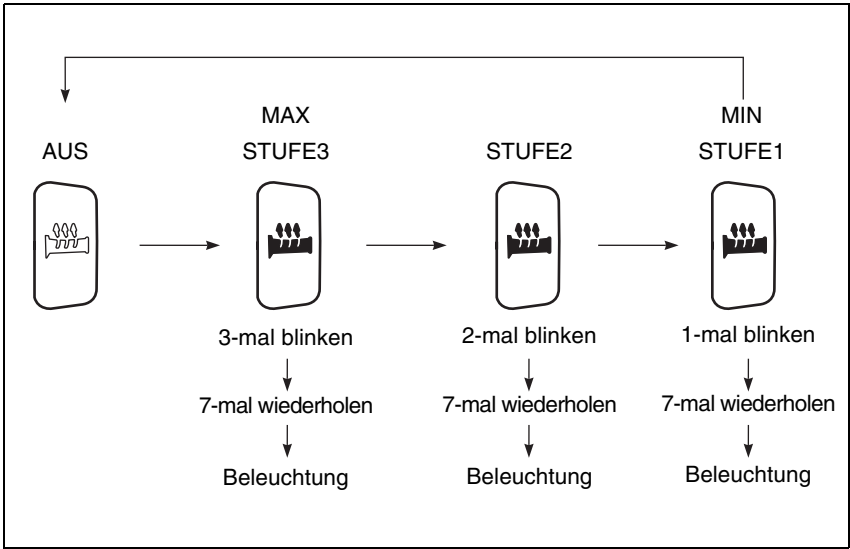 MAX
MIN
AUS
STUFE3
STUFE2
STUFE1
3-mal blinken
2-mal blinken
1-mal blinken
7-mal wiederholen
7-mal wiederholen
7-mal wiederholen
Beleuchtung
Beleuchtung
Beleuchtung